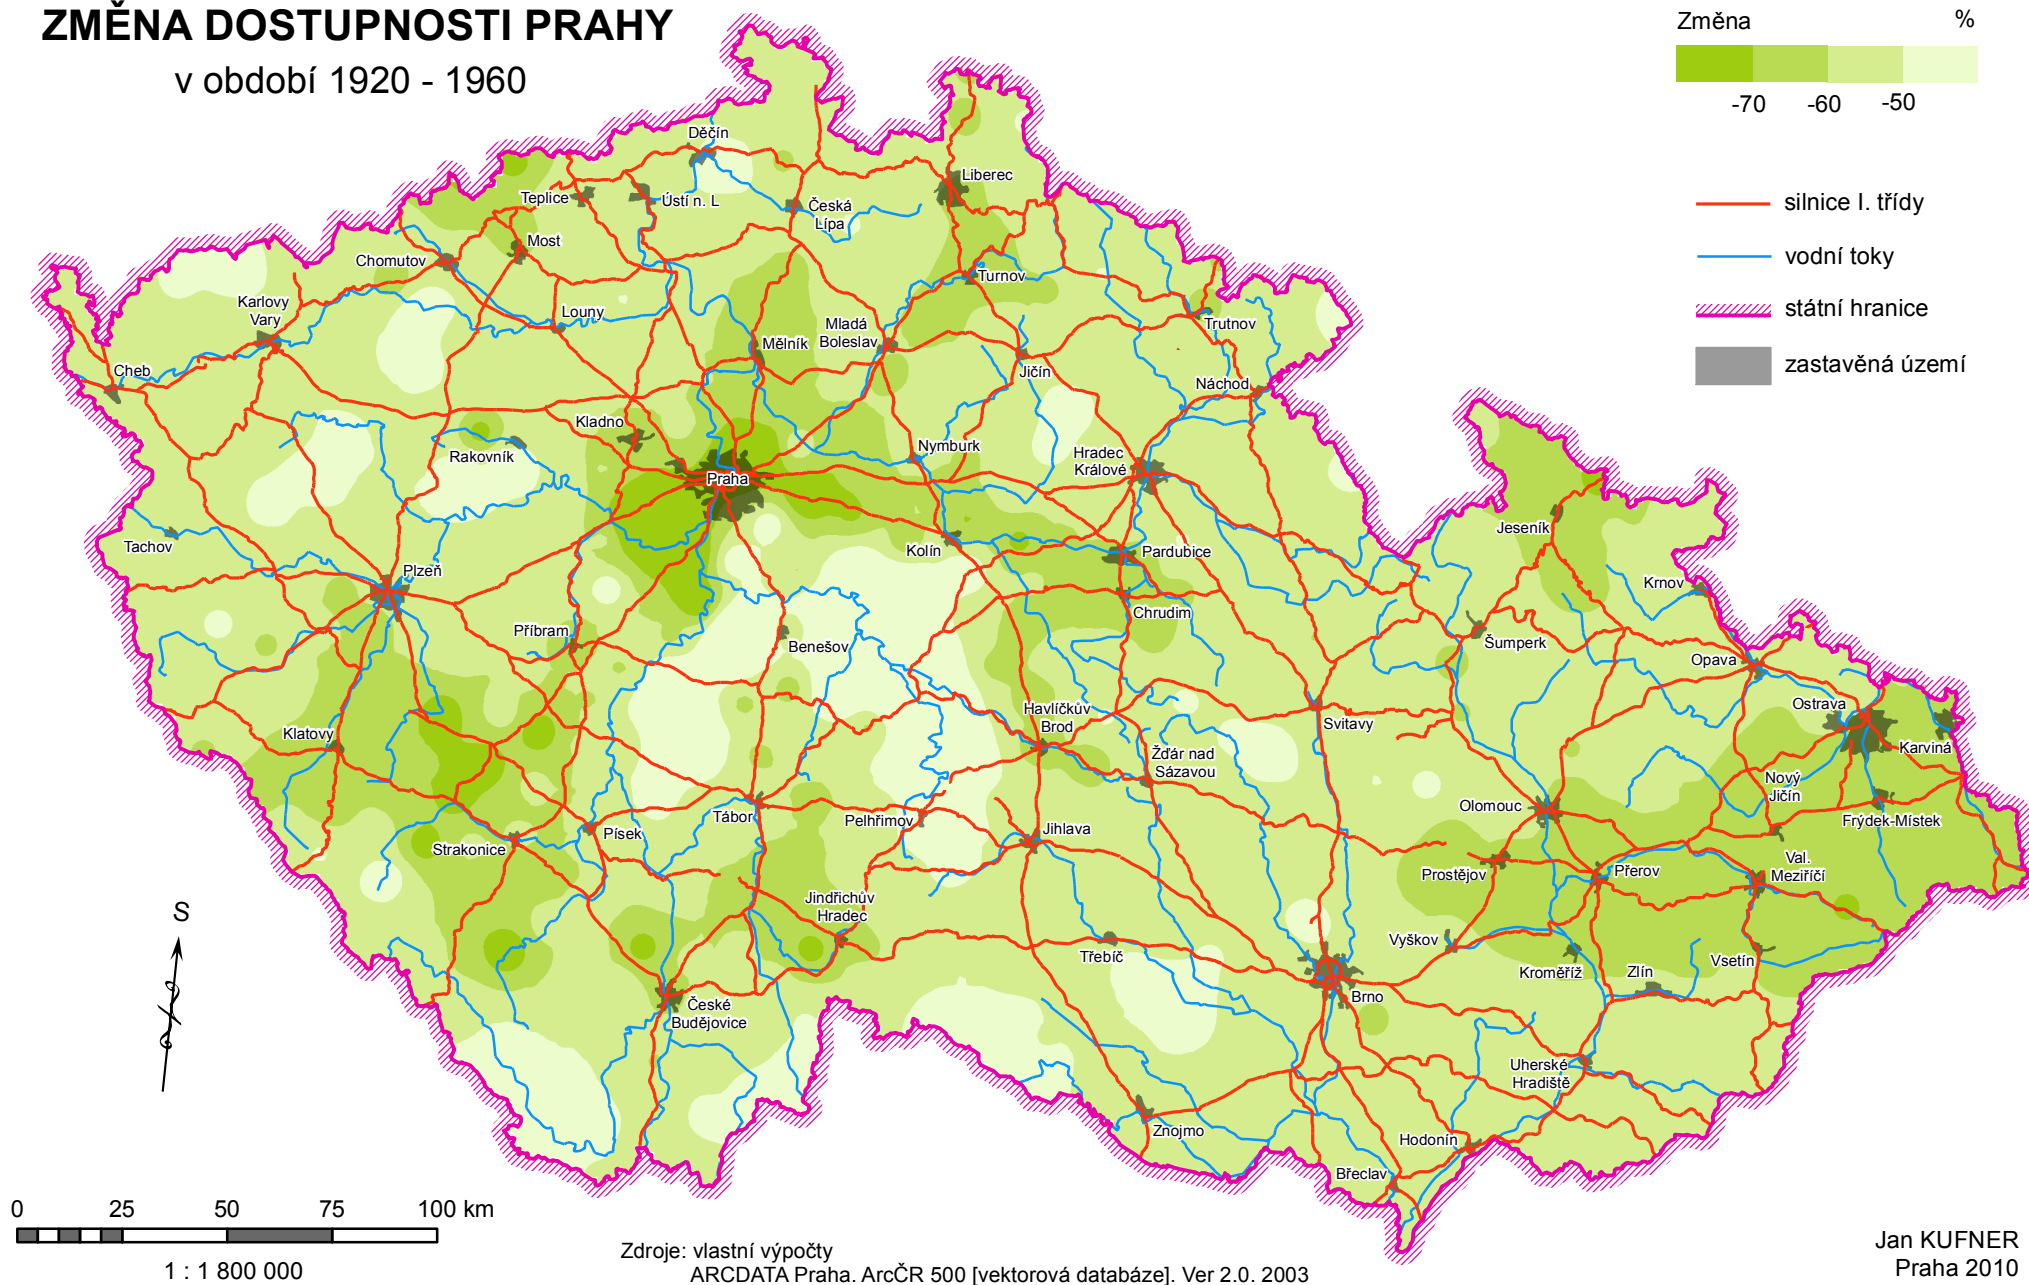 ZMĚNA DOSTUPNOSTI PRAHY
v období 1920 - 1960
Změna %
-70 -60 -50
silnice I. třídy
vodní toky
státní hranice
zastavěná území
Děčín
Liberec
Teplice
Ústí n. L
Česká
Lípa
Most
Chomutov
Turnov
Karlovy
Vary
Louny
Trutnov
Mladá
Boleslav
Mělník
Jičín
Cheb
Náchod
Kladno
Rakovník
Nymburk
Hradec
Králové
Praha
Jeseník
Tachov
Kolín
Pardubice
Plzeň
Krnov
Chrudim
Příbram
Benešov
Šumperk
Opava
Havlíčkův
Brod
Svitavy
Ostrava
Klatovy
Karviná
Žďár nad
Sázavou
Nový
Jičín
Olomouc
Tábor
Pelhřimov
Jihlava
Frýdek-Místek
Písek
Strakonice
Prostějov
Přerov
Val.
Meziříčí
Jindřichův
Hradec
S
Vyškov
Třebíč
Kroměříž
Zlín
Vsetín
Brno
České
Budějovice
Uherské
Hradiště
Znojmo
Hodonín
Břeclav
0 25 50 75 100 km
1 : 1 800 000
Zdroje: vlastní výpočty
ARCDATA Praha. ArcČR 500 [vektorová databáze]. Ver 2.0. 2003
Jan KUFNER
Praha 2010